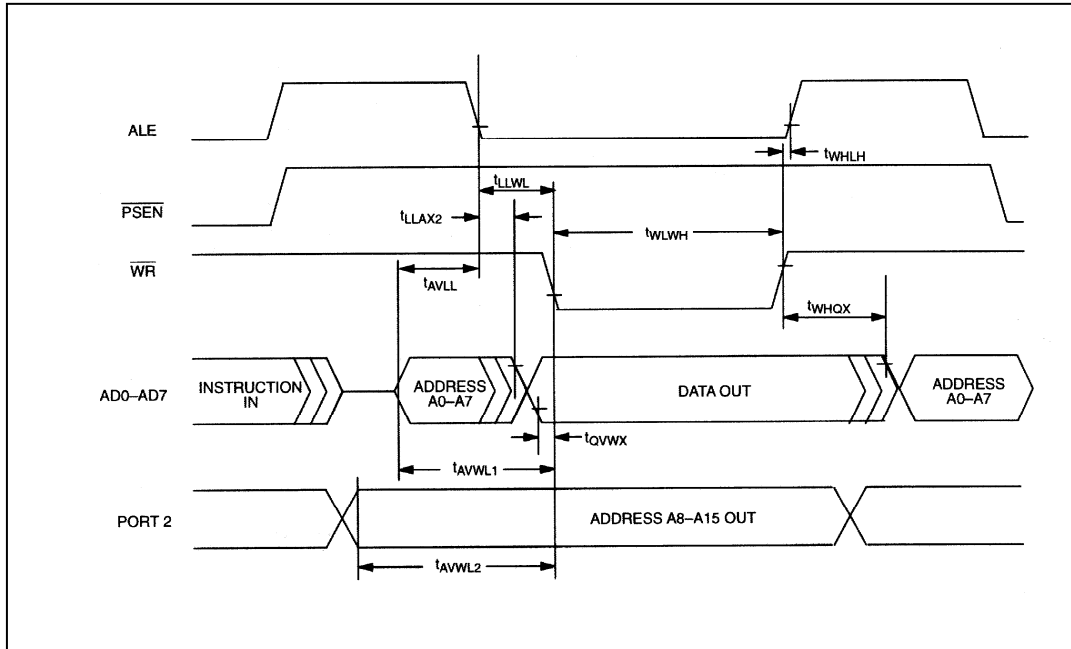 ALE
tWHLH
tLLWL
PSEN
tLLAX2
tWLWH
WR
tAVLL
tWHQX
AD0–AD7
INSTRUCTION
IN
ADDRESS
A0–A7
DATA OUT
ADDRESS
A0–A7
tQVWX
tAVWL1
PORT 2
ADDRESS A8–A15 OUT
tAVWL2